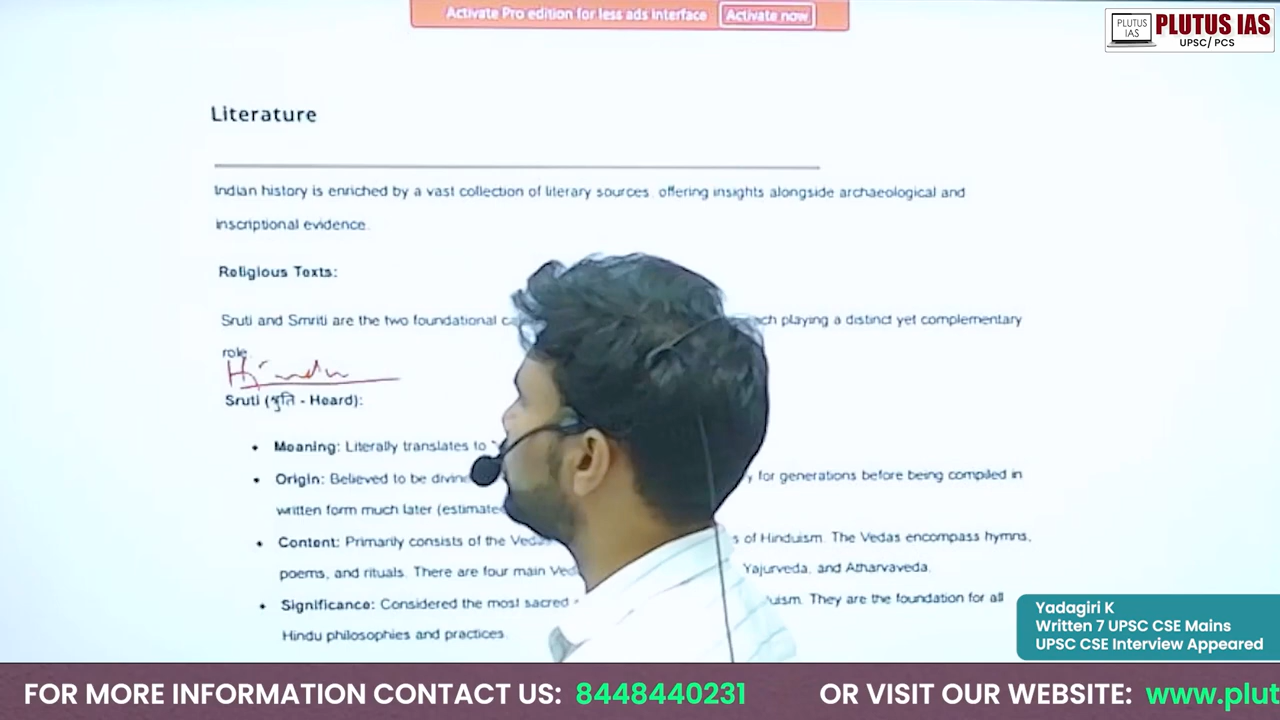 Activate Pro edition for less ads interface Activate now
PLUTUS IAS
PLUTUS IAS
UPSC/ PCS
Literature
Indian history is enriched by a vast collection of literary sources, offering insights alongside archaeological and
inscriptional evidence.
Religious Texts:
Sruti and Smriti are the two foundational playing a distinct yet complementary
role.
Hindu
Sruti (श्रुति - Heard):
• Meaning: Literally translates to
• Origin: Believed to be for generations before being compiled in
written form much later
• Content: Primarily consists of the of Hinduism. The Vedas encompass hymns,
poems, and rituals. There are four main Yajurveda, and Atharvaveda.
• Significance: Considered the most sacred They are the foundation for all
Hindu philosophies and practices.
Yadagiri K
Written 7 UPSC CSE Mains
UPSC CSE Interview Appeared
FOR MORE INFORMATION CONTACT US: 8448440231 OR VISIT OUR WEBSITE: www.plut